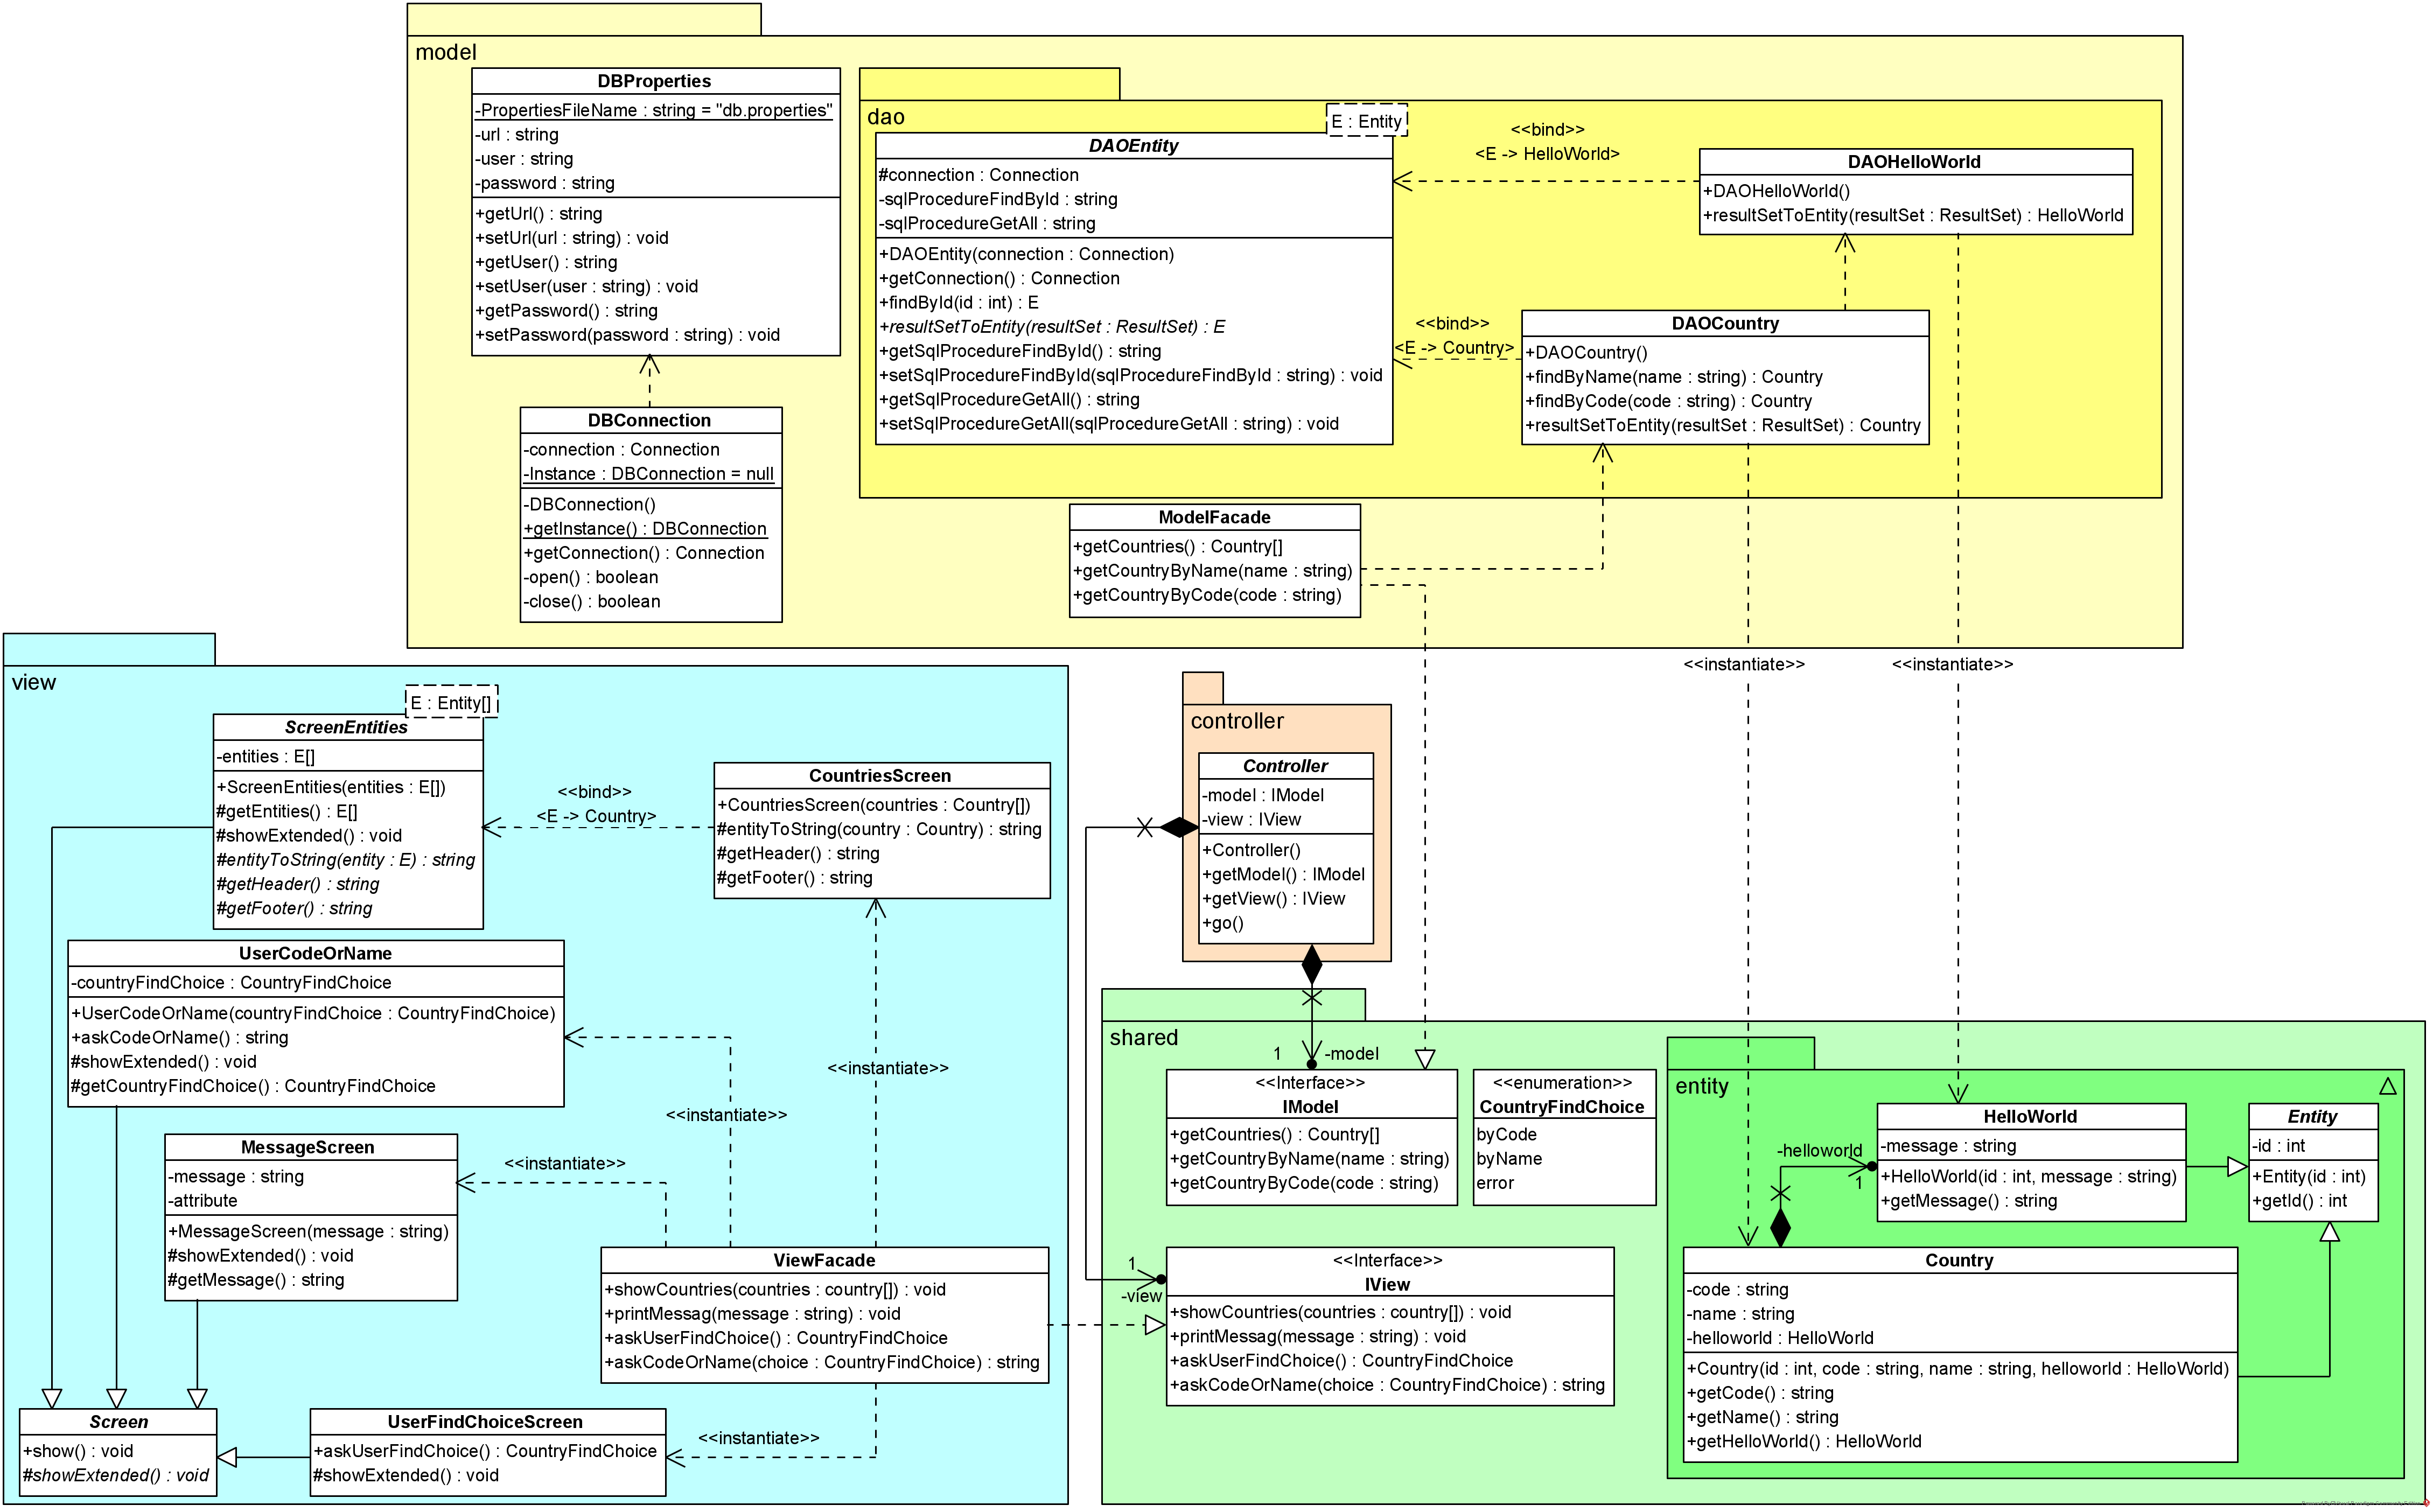 model
DBProperties
-PropertiesFileName : string = "db.properties"
-url : string
-user : string
-password : string
+getUrl() : string
+setUrl(url : string) : void
+getUser() : string
+setUser(user : string) : void
+getPassword() : string
+setPassword(password : string) : void
DBConnection
-connection : Connection
-Instance : DBConnection = null
-DBConnection()
+getInstance() : DBConnection
+getConnection() : Connection
-open() : boolean
-close() : boolean
dao
E : Entity
DAOEntity
#connection : Connection
-sqlProcedureFindById : string
-sqlProcedureGetAll : string
+DAOEntity(connection : Connection)
+getConnection() : Connection
+findById(id : int) : E
+resultSetToEntity(resultSet : ResultSet) : E
+getSqlProcedureFindById() : string
+setSqlProcedureFindById(sqlProcedureFindById : string) : void
+getSqlProcedureGetAll() : string
+setSqlProcedureGetAll(sqlProcedureGetAll : string) : void
<<bind>>
<E -> HelloWorld>
DAOHelloWorld
+DAOHelloWorld()
+resultSetToEntity(resultSet : ResultSet) : HelloWorld
<<bind>>
<E -> Country>
DAOCountry
+DAOCountry()
+findByName(name : string) : Country
+findByCode(code : string) : Country
+resultSetToEntity(resultSet : ResultSet) : Country
ModelFacade
+getCountries() : Country[]
+getCountryByName(name : string)
+getCountryByCode(code : string)
<<instantiate>>
<<instantiate>>
view
E : Entity[]
ScreenEntities
-entities : E[]
+ScreenEntities(entities : E[])
#getEntities() : E[]
#showExtended() : void
#entityToString(entity : E) : string
#getHeader() : string
#getFooter() : string
<<bind>>
<E -> Country>
CountriesScreen
+CountriesScreen(countries : Country[])
#entityToString(country : Country) : string
#getHeader() : string
#getFooter() : string
UserCodeOrName
-countryFindChoice : CountryFindChoice
+UserCodeOrName(countryFindChoice : CountryFindChoice)
+askCodeOrName() : string
#showExtended() : void
#getCountryFindChoice() : CountryFindChoice
<<instantiate>>
<<instantiate>>
MessageScreen
-message : string
-attribute
+MessageScreen(message : string)
#showExtended() : void
#getMessage() : string
<<instantiate>>
ViewFacade
+showCountries(countries : country[]) : void
+printMessag(message : string) : void
+askUserFindChoice() : CountryFindChoice
+askCodeOrName(choice : CountryFindChoice) : string
Screen
+show() : void
#showExtended() : void
UserFindChoiceScreen
+askUserFindChoice() : CountryFindChoice
#showExtended() : void
<<instantiate>>
controller
Controller
-model : IModel
-view : IView
+Controller()
+getModel() : IModel
+getView() : IView
+go()
shared
1
-model
<<Interface>>
IModel
+getCountries() : Country[]
+getCountryByName(name : string)
+getCountryByCode(code : string)
<<enumeration>>
CountryFindChoice
byCode
byName
error
1
-view
<<Interface>>
IView
+showCountries(countries : country[]) : void
+printMessag(message : string) : void
+askUserFindChoice() : CountryFindChoice
+askCodeOrName(choice : CountryFindChoice) : string
entity
HelloWorld
-message : string
+HelloWorld(id : int, message : string)
+getMessage() : string
Entity
-id : int
+Entity(id : int)
+getId() : int
-helloworld
1
Country
-code : string
-name : string
-helloworld : HelloWorld
+Country(id : int, code : string, name : string, helloworld : HelloWorld)
+getCode() : string
+getName() : string
+getHelloWorld() : HelloWorld